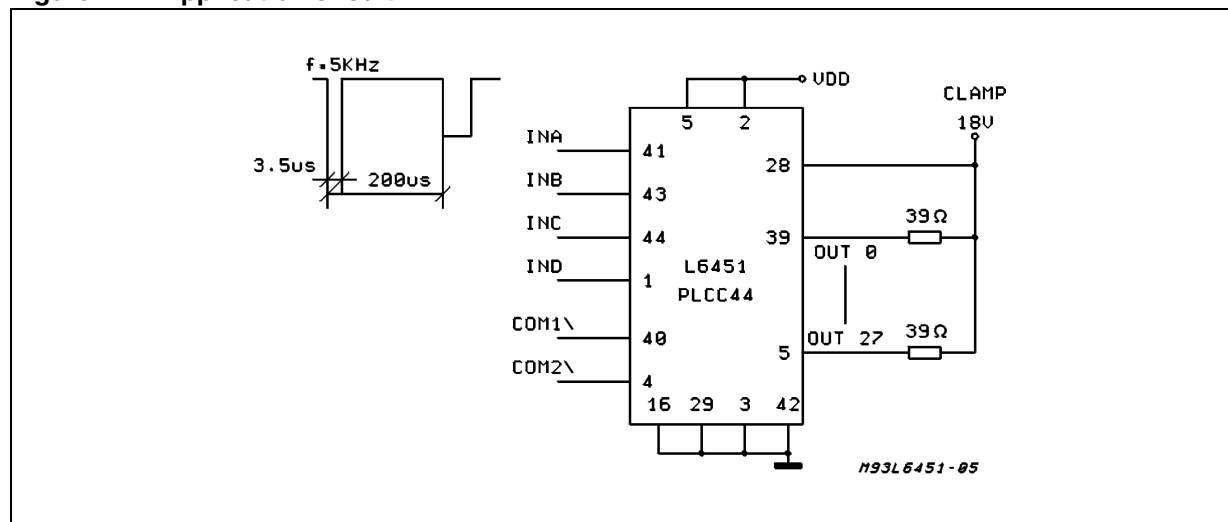 f=5KHz
3.5us
200us
VDD
CLAMP
18V
5 2
INA 41
INB 43
INC 44
IND 1
COM1\ 40
COM2\ 4
L6451
PLCC44
28
39 39Ω
OUT 0
OUT 27
5 39Ω
16 29 3 42
M93L6451-05